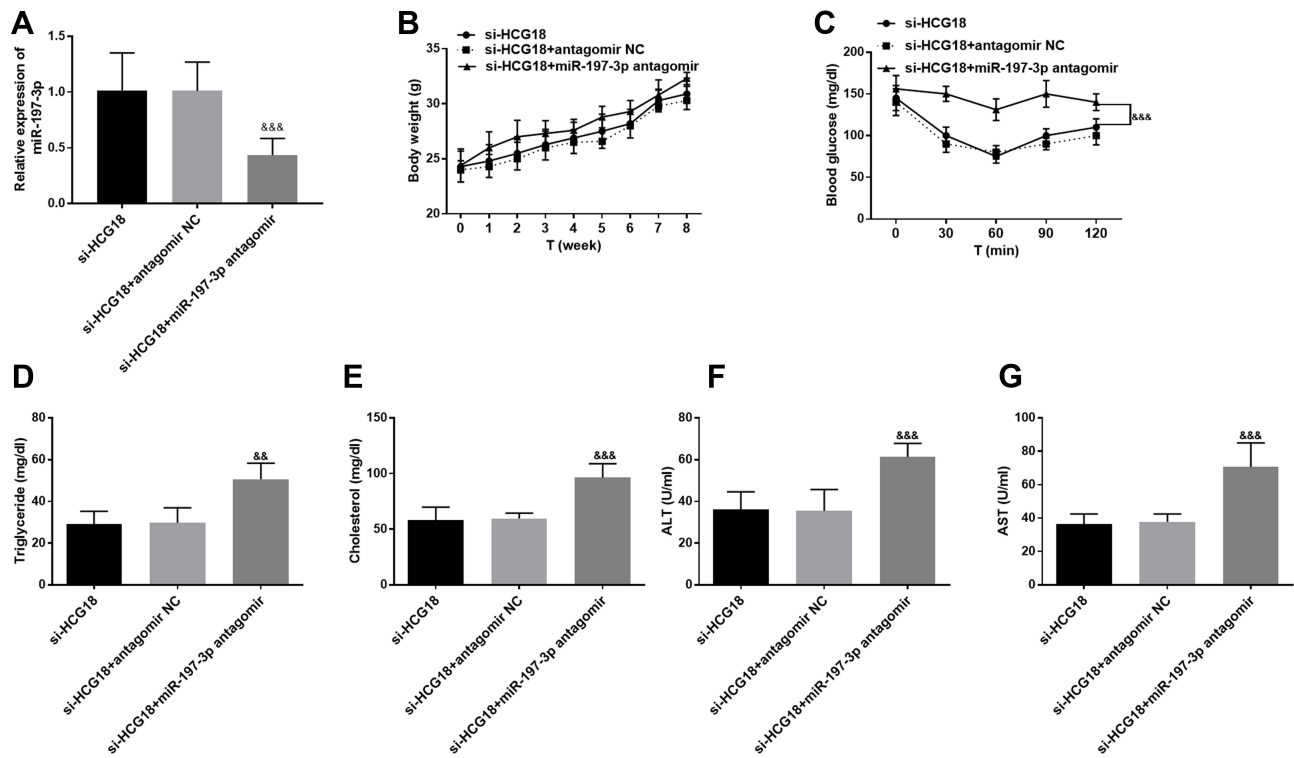 A
Relative expression of
miR-197-3p
1.5
1.0
0.5
0.0
&&&
si-HCG18
si-HCG18+antagomir NC
si-HCG18+miR-197-3p antagomir
B
si-HCG18
si-HCG18+antagomir NC
si-HCG18+miR-197-3p antagomir
Body weight (g)
35
30
25
20
0 1 2 3 4 5 6 7 8
T (week)
C
si-HCG18
si-HCG18+antagomir NC
si-HCG18+miR-197-3p antagomir
Blood glucose (mg/dl)
200
150
100
50
0
&&&
0 30 60 90 120
T (min)
D
Triglyceride (mg/dl)
80
60
40
20
0
&&
si-HCG18
si-HCG18+antagomir NC
si-HCG18+miR-197-3p antagomir
E
Cholesterol (mg/dl)
150
100
50
0
&&&
si-HCG18
si-HCG18+antagomir NC
si-HCG18+miR-197-3p antagomir
F
ALT (U/ml)
80
60
40
20
0
&&&
si-HCG18
si-HCG18+antagomir NC
si-HCG18+miR-197-3p antagomir
G
AST (U/ml)
100
80
60
40
20
0
&&&
si-HCG18
si-HCG18+antagomir NC
si-HCG18+miR-197-3p antagomir